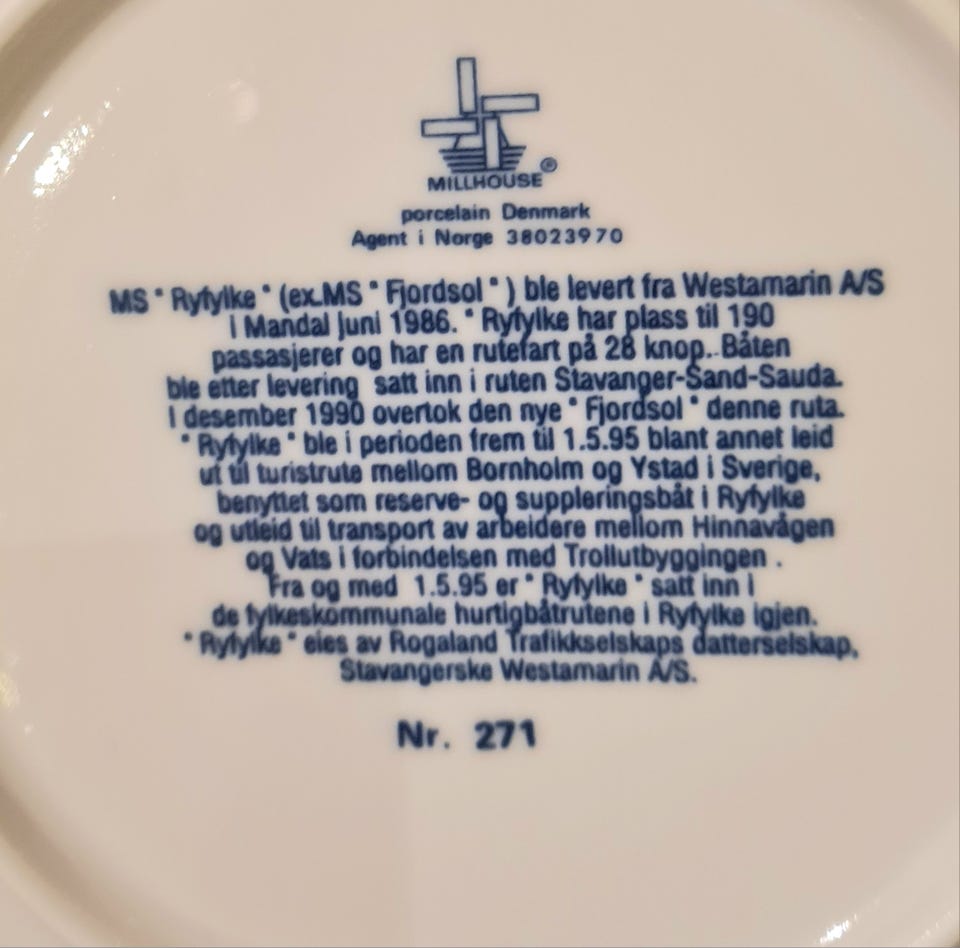 MILLHOUSE ®
porcelain Denmark
Agent i Norge 38023970
MS " Ryfylke " (ex.MS " Fjordsol " ) ble levert fra Westamarin A/S
i Mandal juni 1986. " Ryfylke har plass til 190
passasjerer og har en rutefart på 28 knop. Båten
ble etter levering satt inn i ruten Stavanger-Sand-Sauda.
I desember 1990 overtok den nye " Fjordsol " denne ruta.
" Ryfylke " ble i perioden frem til 1.5.95 blant annet leid
ut til turistrute mellom Bornholm og Ystad i Sverige,
benyttet som reserve- og suppleringsbåt i Ryfylke
og utleid til transport av arbeidere mellom Hinnavågen
og Vats i forbindelsen med Trollutbyggingen .
Fra og med 1.5.95 er " Ryfylke " satt inn i
de fylkeskommunale hurtigbåtrutene i Ryfylke igjen.
" Ryfylke " eies av Rogaland Trafikkselskaps datterselskap,
Stavangerske Westamarin A/S.
Nr. 271